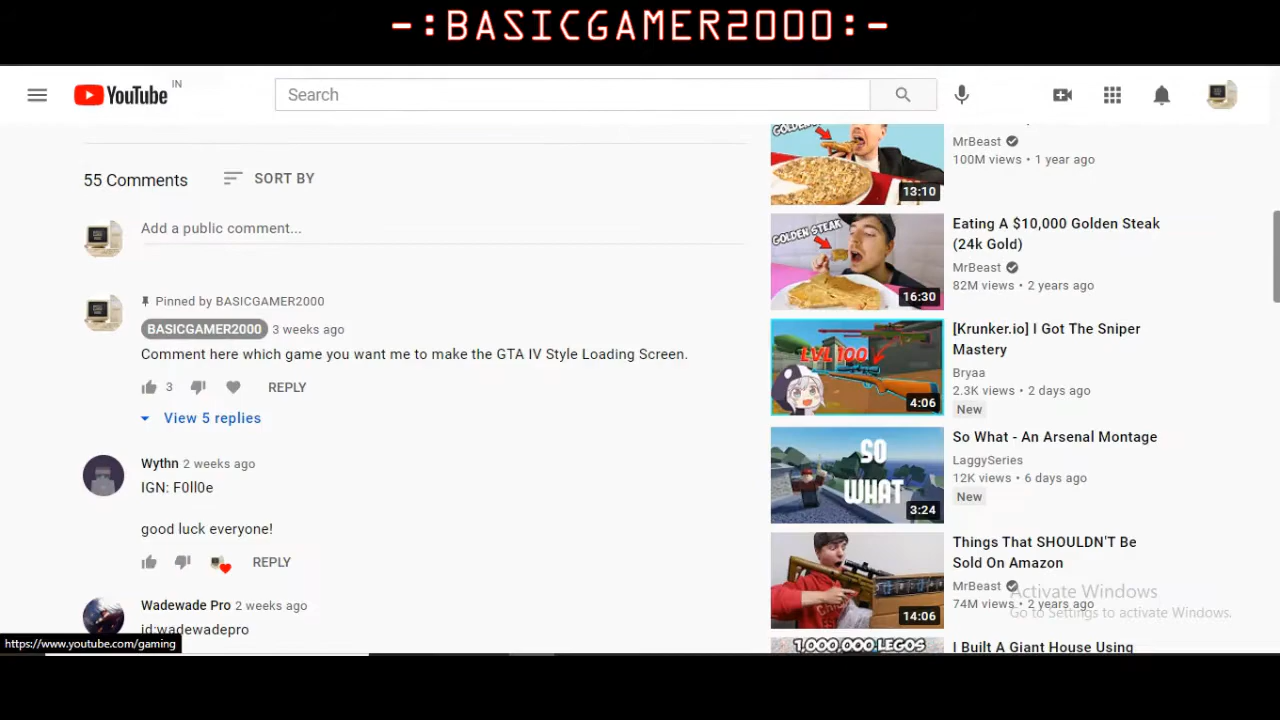 -:BASICGAMER2000:-
YouTube IN
Search
55 Comments
SORT BY
Add a public comment...
Pinned by BASICGAMER2000
BASICGAMER2000 3 weeks ago
Comment here which game you want me to make the GTA IV Style Loading Screen.
3
REPLY
View 5 replies
Wythn 2 weeks ago
IGN: F0ll0e
good luck everyone!
REPLY
Wadewade Pro 2 weeks ago
id:wadewadepro
https://www.youtube.com/gaming
GOLDEN
13:10
MrBeast
100M views • 1 year ago
GOLDEN STEAK
16:30
Eating A $10,000 Golden Steak
(24k Gold)
MrBeast
82M views • 2 years ago
LVL 100
4:06
[Krunker.io] I Got The Sniper
Mastery
Bryaa
2.3K views • 2 days ago
New
SO
WHAT
3:24
So What - An Arsenal Montage
LaggySeries
12K views • 6 days ago
New
14:06
Things That SHOULDN'T Be
Sold On Amazon
MrBeast
74M views • 2 years ago
Activate Windows
Go to Settings to activate Windows.
1,000,000 LEGOS
I Built A Giant House Using